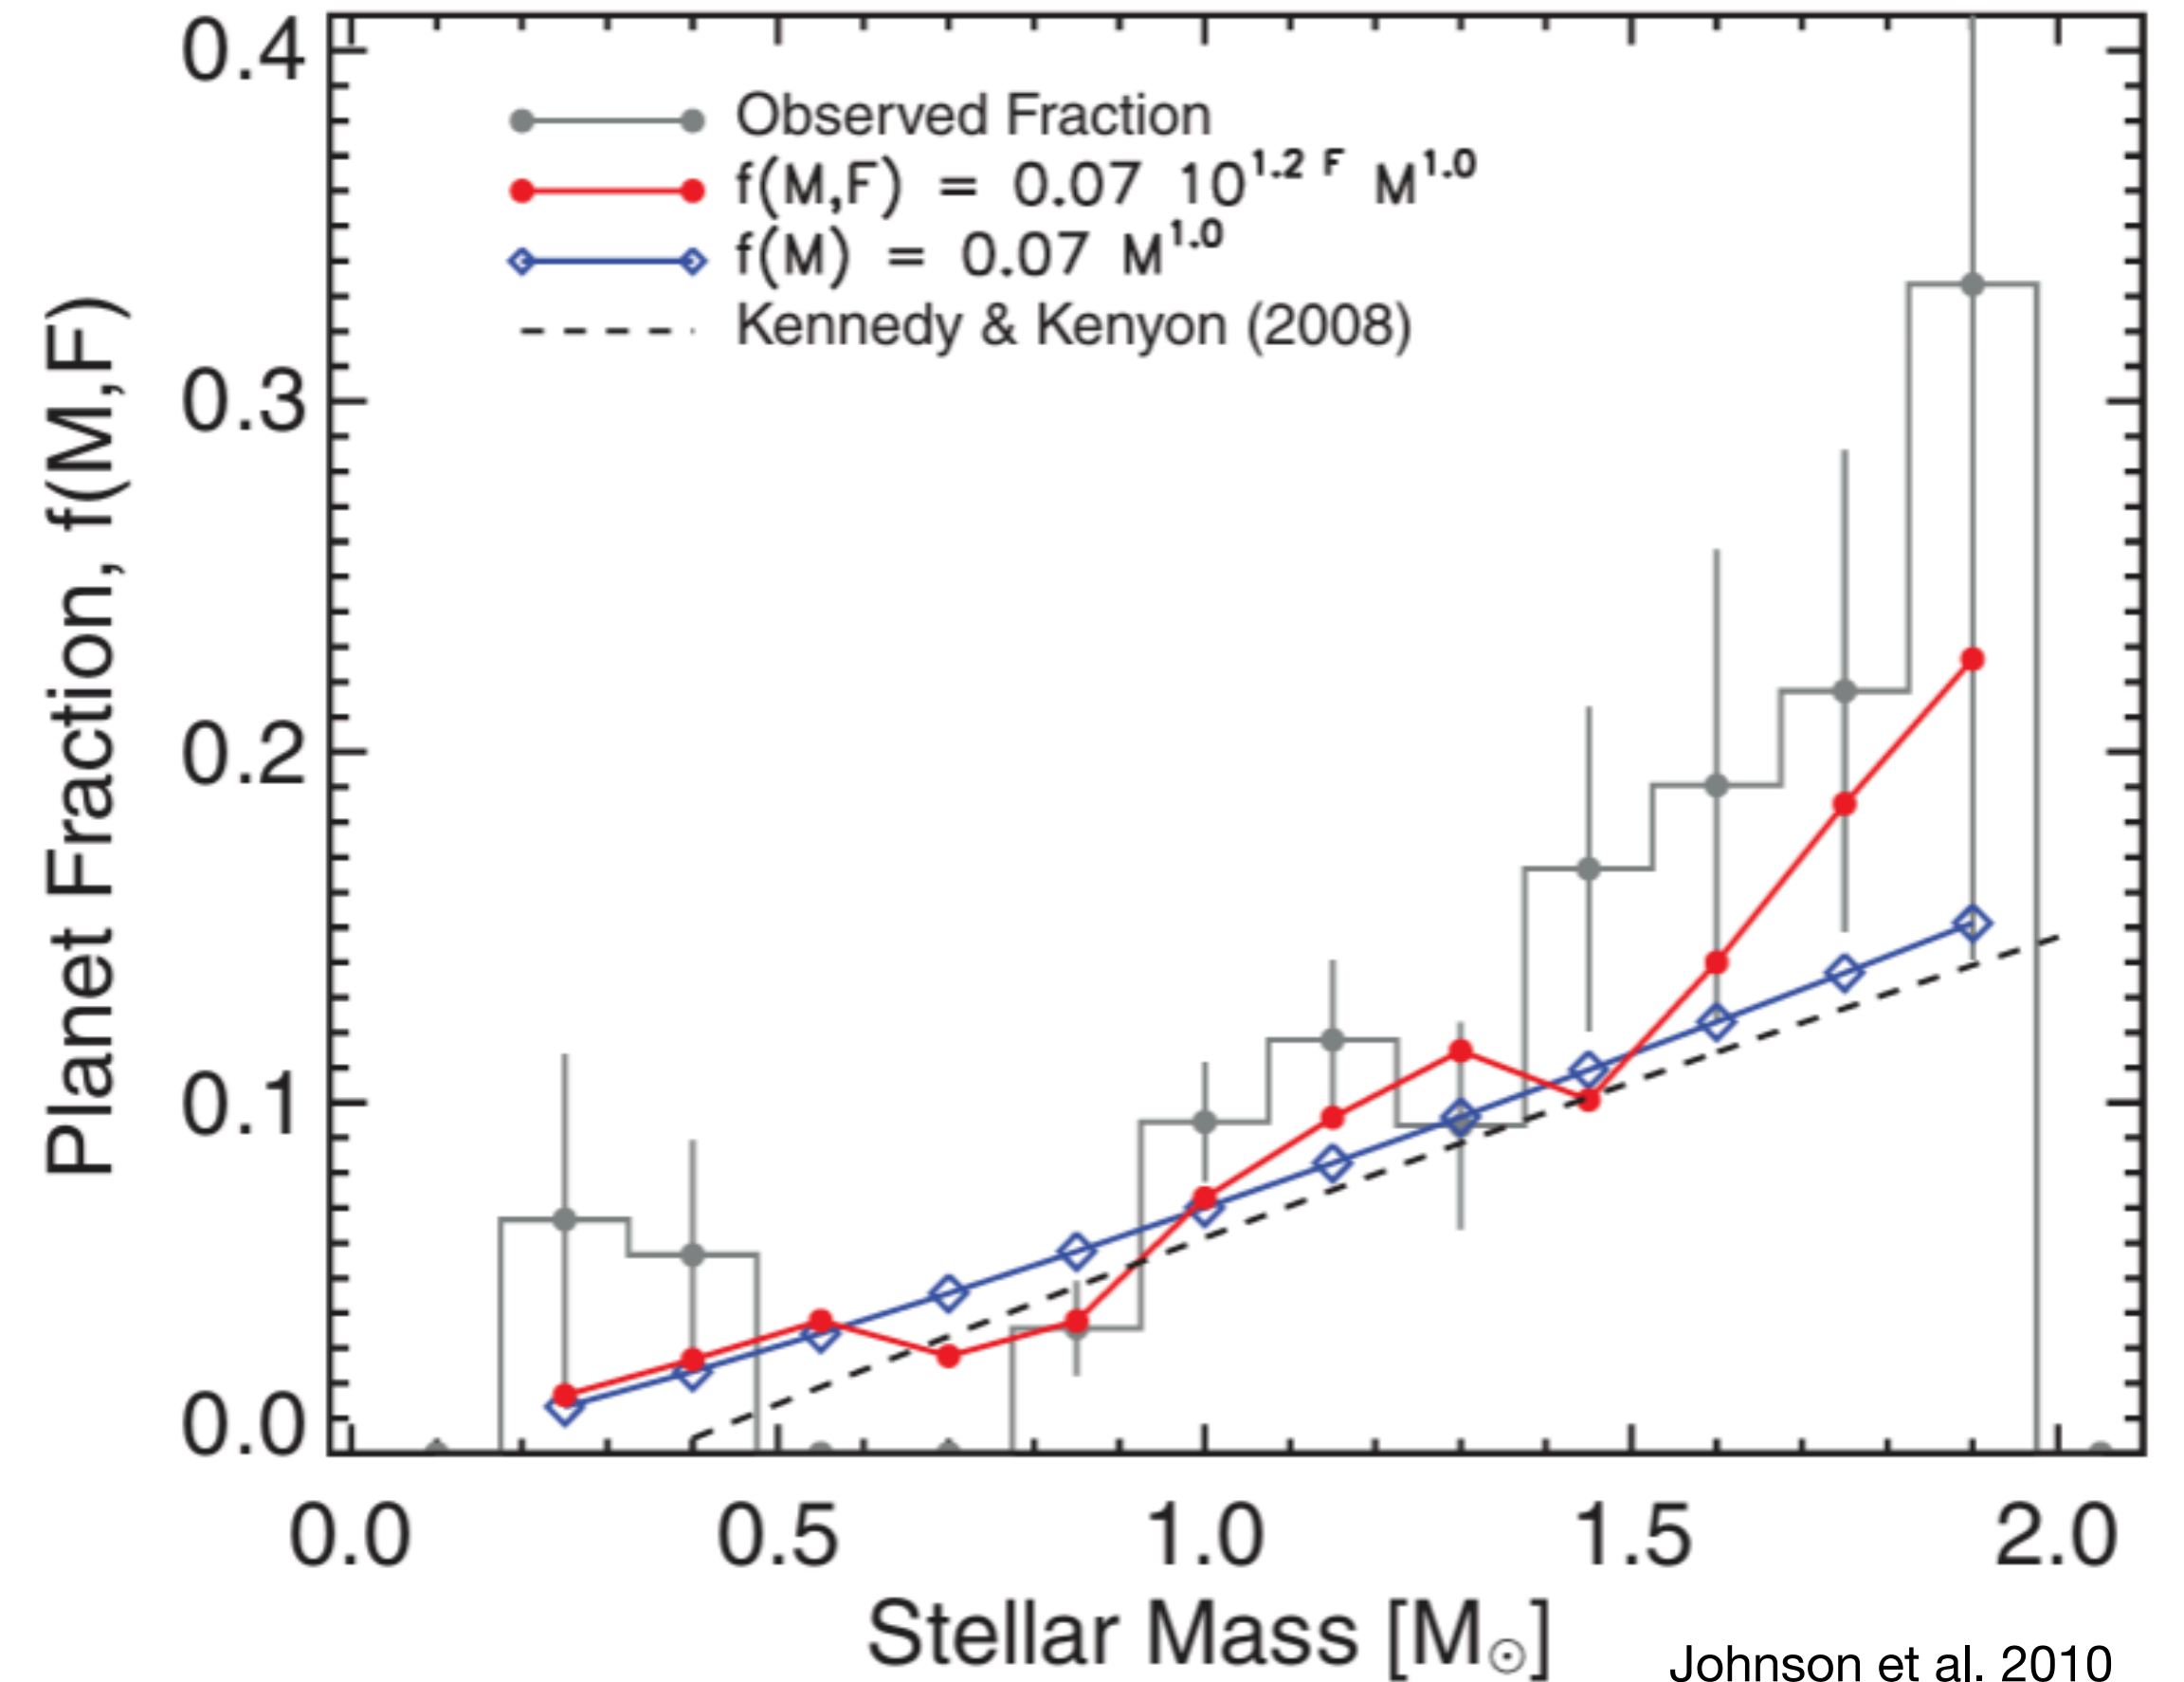 0.4
0.3
0.2
0.1
0.0
Planet Fraction, f(M,F)
Observed Fraction
f(M,F) = 0.07 10^1.2 F M^1.0
f(M) = 0.07 M^1.0
Kennedy & Kenyon (2008)
0.0 0.5 1.0 1.5 2.0
Stellar Mass [M☉]
Johnson et al. 2010